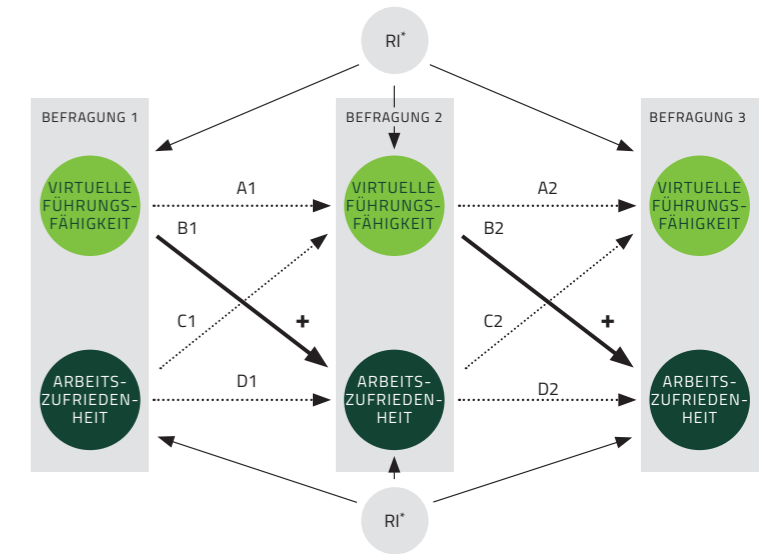 RI*
BEFRAGUNG 1
BEFRAGUNG 2
BEFRAGUNG 3
VIRTUELLE
FÜHRUNGS-
FÄHIGKEIT
A1
VIRTUELLE
FÜHRUNGS-
FÄHIGKEIT
A2
VIRTUELLE
FÜHRUNGS-
FÄHIGKEIT
B1
B2
C1
+
C2
+
ARBEITS-
ZUFRIEDEN-
HEIT
D1
ARBEITS-
ZUFRIEDEN-
HEIT
D2
ARBEITS-
ZUFRIEDEN-
HEIT
RI*